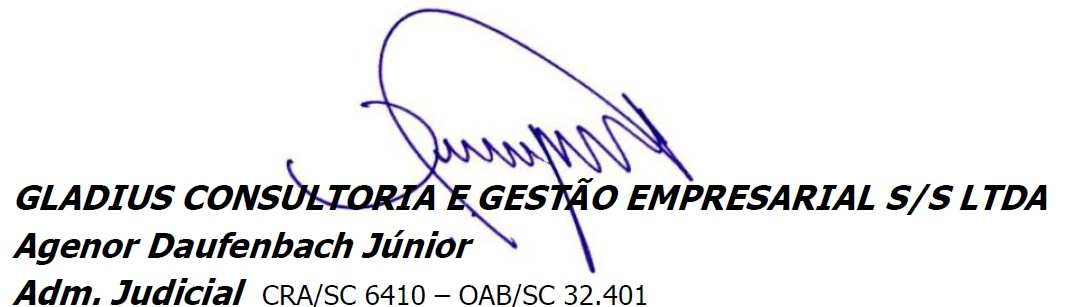 GLADIUS CONSULTORIA E GESTÃO EMPRESARIAL S/S LTDA
Agenor Daufenbach Júnior
Adm. Judicial CRA/SC 6410 – OAB/SC 32.401